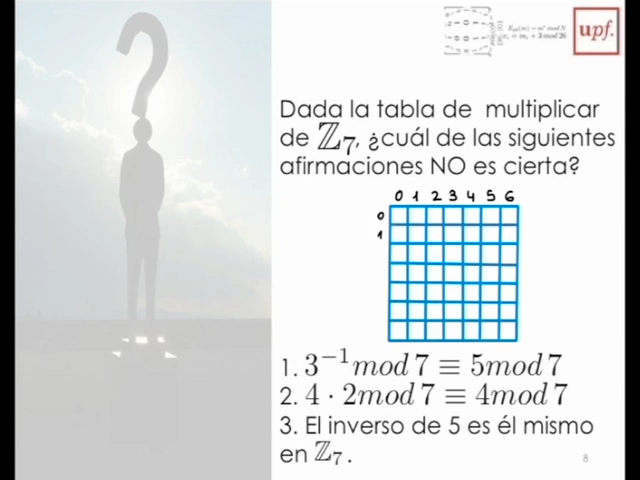 upf.
Dada la tabla de multiplicar
de ℤ₇, ¿cuál de las siguientes
afirmaciones NO es cierta?
0 1 2 3 4 5 6
0
1
1. 3⁻¹ mod 7 ≡ 5 mod 7
2. 4 · 2 mod 7 ≡ 4 mod 7
3. El inverso de 5 es él mismo
en ℤ₇.
8